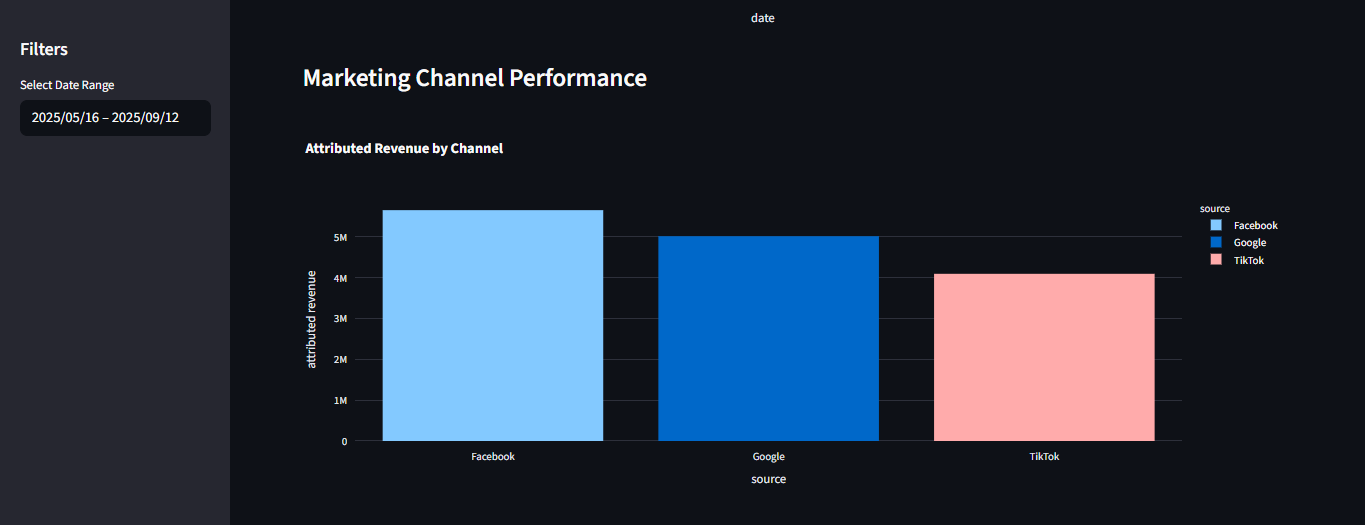 date
Filters
Select Date Range
2025/05/16 – 2025/09/12
Marketing Channel Performance
Attributed Revenue by Channel
attributed revenue
5M
4M
3M
2M
1M
0
Facebook
Google
TikTok
source
source
Facebook
Google
TikTok